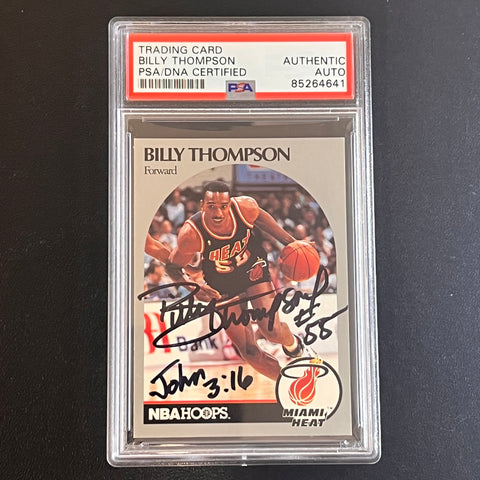 TRADING CARD
BILLY THOMPSON
PSA/DNA CERTIFIED
AUTHENTIC
AUTO
85264641
PSA
BILLY THOMPSON
Forward
HEAT
55
Billy Thompson
#55
John 3:16
NBA HOOPS
MIAMI
HEAT